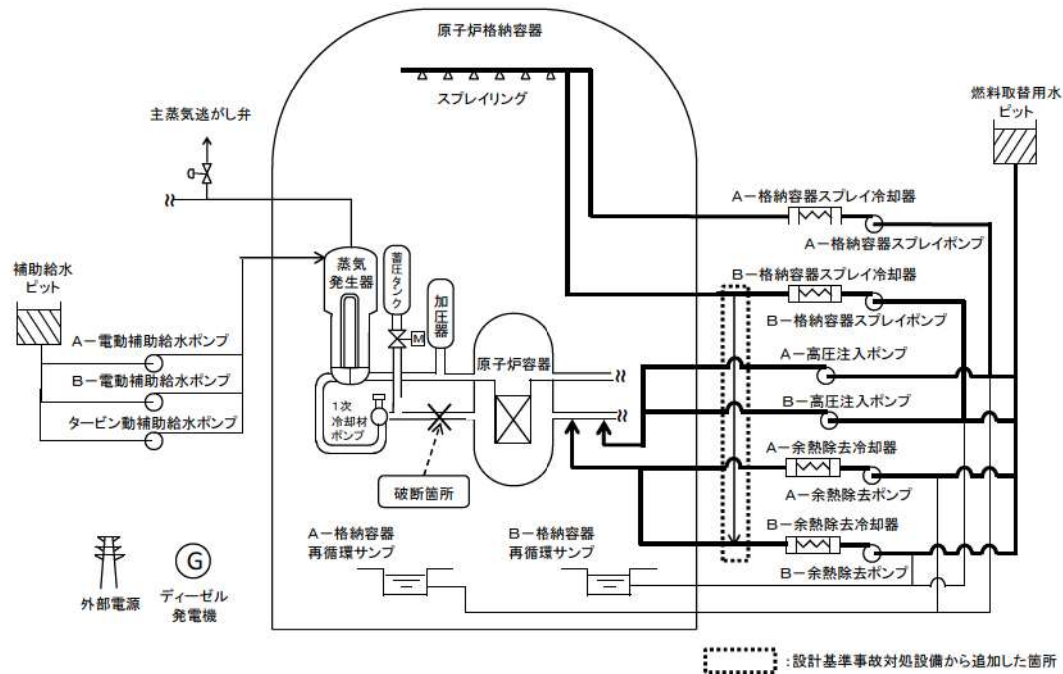 原子炉格納容器
スプレイリング
燃料取替用水
ピット
主蒸気逃がし弁
A-格納容器スプレイ冷却器
A-格納容器スプレイポンプ
補助給水
ピット
蒸気
発生器
蓄圧タンク
加圧器
M
B-格納容器スプレイ冷却器
B-格納容器スプレイポンプ
A-電動補助給水ポンプ
B-電動補助給水ポンプ
タービン動補助給水ポンプ
原子炉容器
A-高圧注入ポンプ
B-高圧注入ポンプ
1次
冷却材
ポンプ
破断箇所
A-余熱除去冷却器
A-余熱除去ポンプ
B-余熱除去冷却器
B-余熱除去ポンプ
A-格納容器
再循環サンプ
B-格納容器
再循環サンプ
外部電源
G
ディーゼル
発電機
:設計基準事故対処設備から追加した箇所